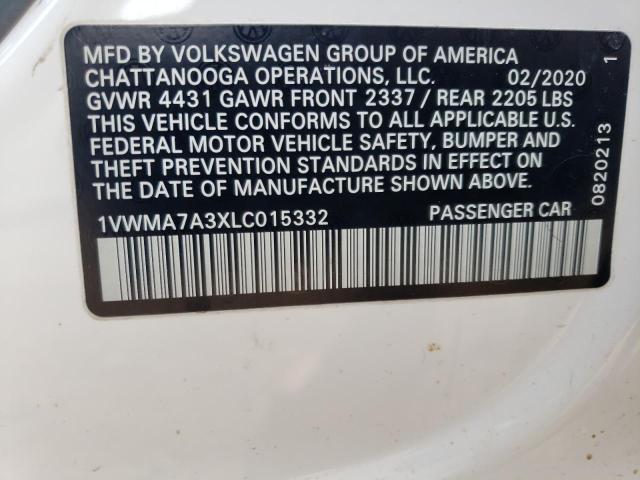 MFD BY VOLKSWAGEN GROUP OF AMERICA
CHATTANOOGA OPERATIONS, LLC. 02/2020
GVWR 4431 GAWR FRONT 2337 / REAR 2205 LBS
THIS VEHICLE CONFORMS TO ALL APPLICABLE U.S.
FEDERAL MOTOR VEHICLE SAFETY, BUMPER AND
THEFT PREVENTION STANDARDS IN EFFECT ON
THE DATE OF MANUFACTURE SHOWN ABOVE.
1VWMA7A3XLC015332 PASSENGER CAR
0820213 1